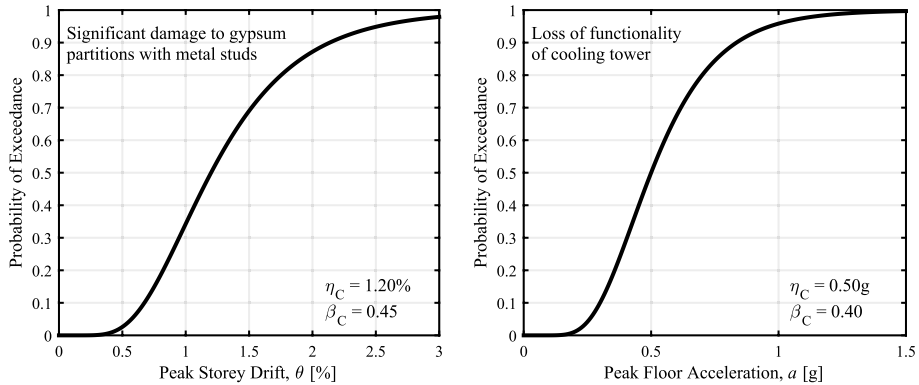 Significant damage to gypsum
partitions with metal studs
η_C = 1.20%
β_C = 0.45
Probability of Exceedance
1
0.9
0.8
0.7
0.6
0.5
0.4
0.3
0.2
0.1
0
0 0.5 1 1.5 2 2.5 3
Peak Storey Drift, θ [%]
Loss of functionality
of cooling tower
η_C = 0.50g
β_C = 0.40
Probability of Exceedance
1
0.9
0.8
0.7
0.6
0.5
0.4
0.3
0.2
0.1
0
0 0.5 1 1.5
Peak Floor Acceleration, a [g]